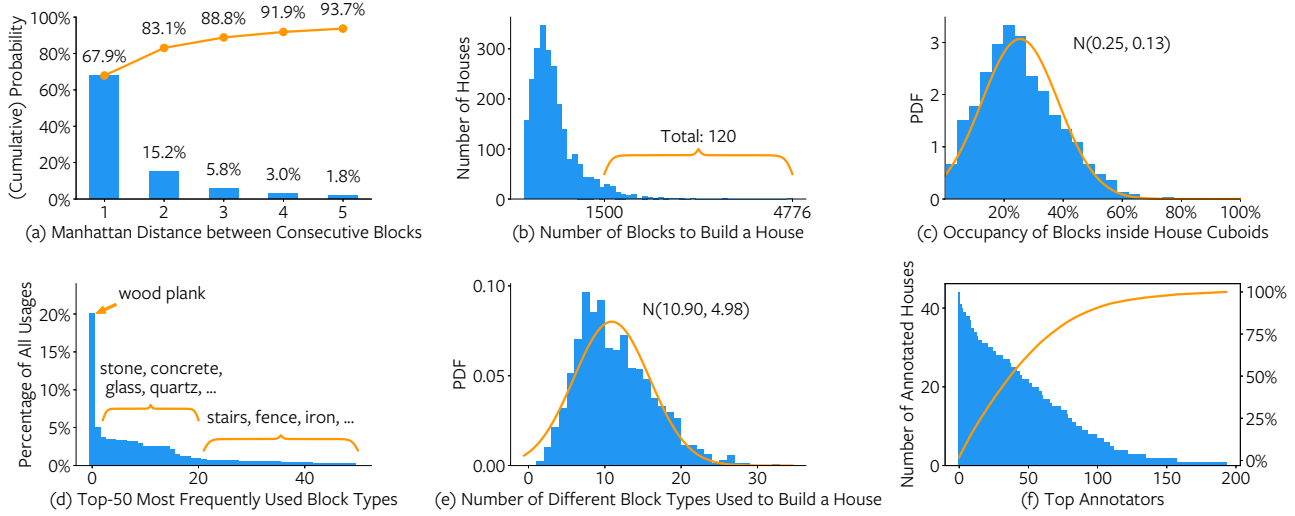 (Cumulative) Probability
100%
80%
60%
40%
20%
0%
67.9%
83.1%
88.8%
91.9%
93.7%
15.2%
5.8%
3.0%
1.8%
1 2 3 4 5
(a) Manhattan Distance between Consecutive Blocks
Number of Houses
300
200
100
0
Total: 120
1500 4776
(b) Number of Blocks to Build a House
PDF
3
2
1
0
N(0.25, 0.13)
20% 40% 60% 80% 100%
(c) Occupancy of Blocks inside House Cuboids
Percentage of All Usages
20%
15%
10%
5%
0%
wood plank
stone, concrete,
glass, quartz, ...
stairs, fence, iron, ...
0 20 40
(d) Top-50 Most Frequently Used Block Types
PDF
0.10
0.05
0.00
N(10.90, 4.98)
0 10 20 30
(e) Number of Different Block Types Used to Build a House
Number of Annotated Houses
40
20
0
100%
75%
50%
25%
0%
0 50 100 150 200
(f) Top Annotators